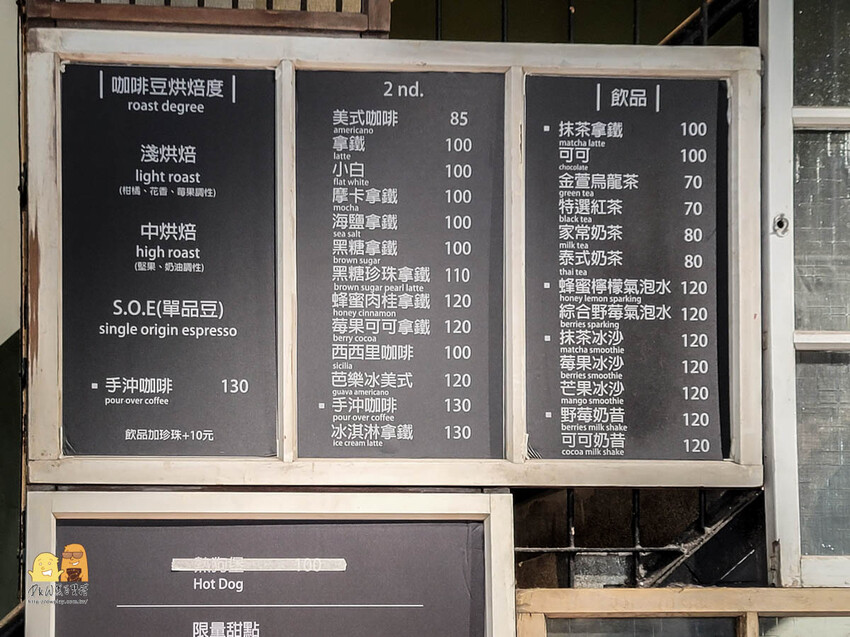 咖啡豆烘焙度
roast degree
淺烘焙
light roast
(柑橘、花香、莓果調性)
中烘焙
high roast
(堅果、奶油調性)
S.O.E(單品豆)
single origin espresso
手沖咖啡 130
pour over coffee
飲品加珍珠+10元
2 nd.
美式咖啡 85
americano
拿鐵 100
latte
小白 100
flat white
摩卡拿鐵 100
mocha
海鹽拿鐵 100
sea salt
黑糖拿鐵 100
brown sugar
黑糖珍珠拿鐵 110
brown sugar pearl latte
蜂蜜肉桂拿鐵 120
honey cinnamon
莓果可可拿鐵 120
berry cocoa
西西里咖啡 100
sicilia
芭樂冰美式 120
guava americano
手沖咖啡 130
pour over coffee
冰淇淋拿鐵 130
ice cream latte
飲品
抹茶拿鐵 100
matcha latte
可可 100
chocolate
金萱烏龍茶 70
green tea
特選紅茶 70
black tea
家常奶茶 80
milk tea
泰式奶茶 80
thai tea
蜂蜜檸檬氣泡水 120
honey lemon sparking
綜合野莓氣泡水 120
berries sparking
抹茶冰沙 120
matcha smoothie
莓果冰沙 120
berries smoothie
芒果冰沙 120
mango smoothie
野莓奶昔 120
berries milk shake
可可奶昔 120
cocoa milk shake
Hot Dog
限量甜點